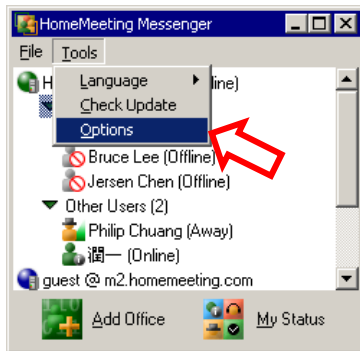 HomeMeeting Messenger
File Tools
Language
Check Update
Options
line)
Bruce Lee (Offline)
Jersen Chen (Offline)
Other Users (2)
Philip Chuang (Away)
潤一 (Online)
guest @ m2.homemeeting.com
Add Office My Status